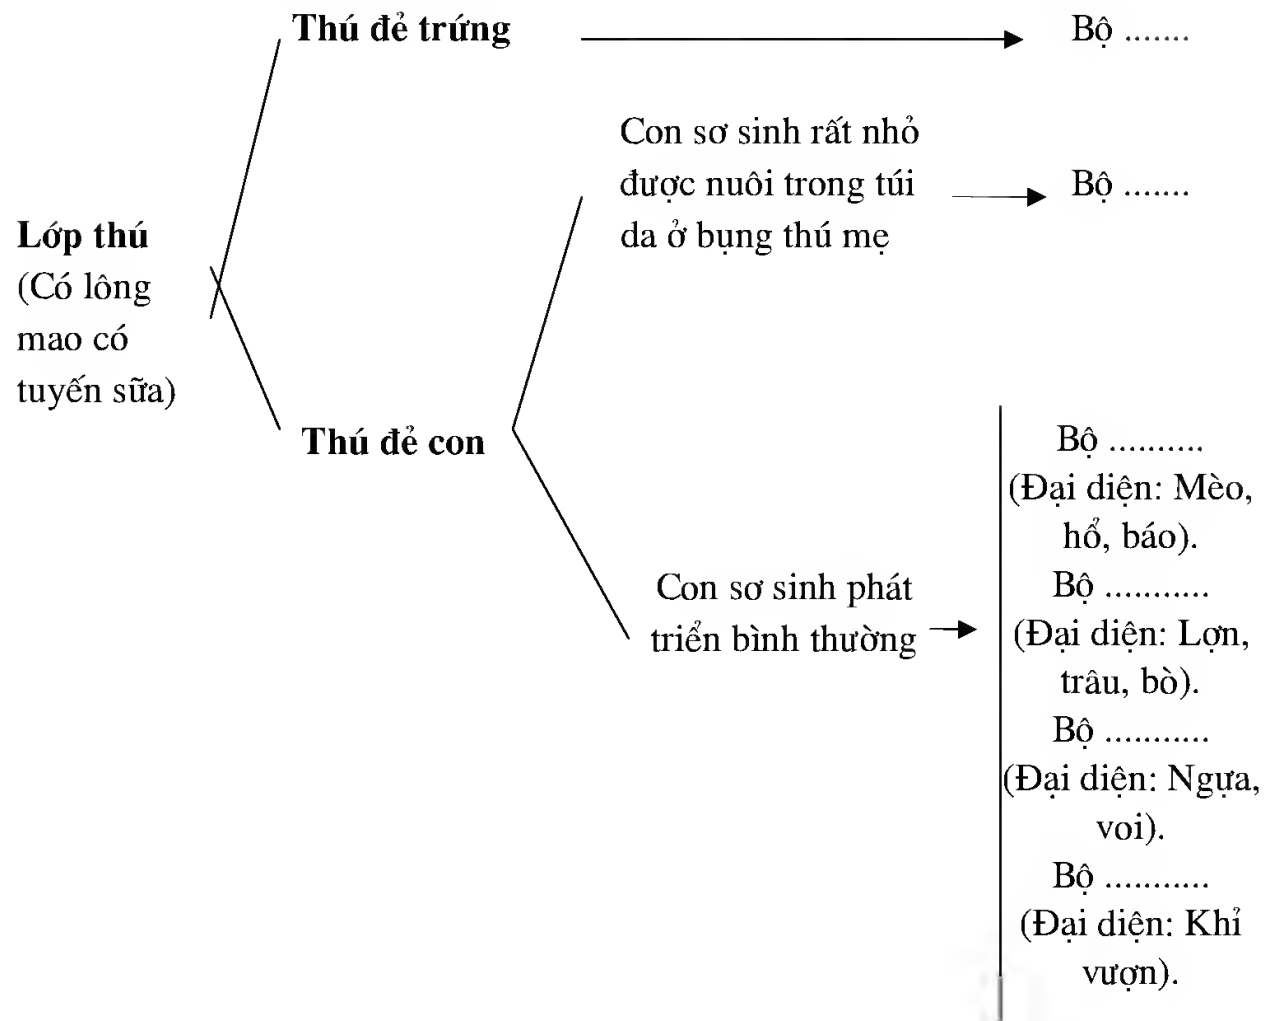 Thú đẻ trứng
Bộ .......
Con sơ sinh rất nhỏ
được nuôi trong túi
da ở bụng thú mẹ
Bộ .......
Lớp thú
(Có lông
mao có
tuyến sữa)
Thú đẻ con
Con sơ sinh phát
triển bình thường
Bộ ..........
(Đại diện: Mèo,
hổ, báo).
Bộ ...........
(Đại diện: Lợn,
trâu, bò).
Bộ ...........
(Đại diện: Ngựa,
voi).
Bộ ...........
(Đại diện: Khỉ
vượn).